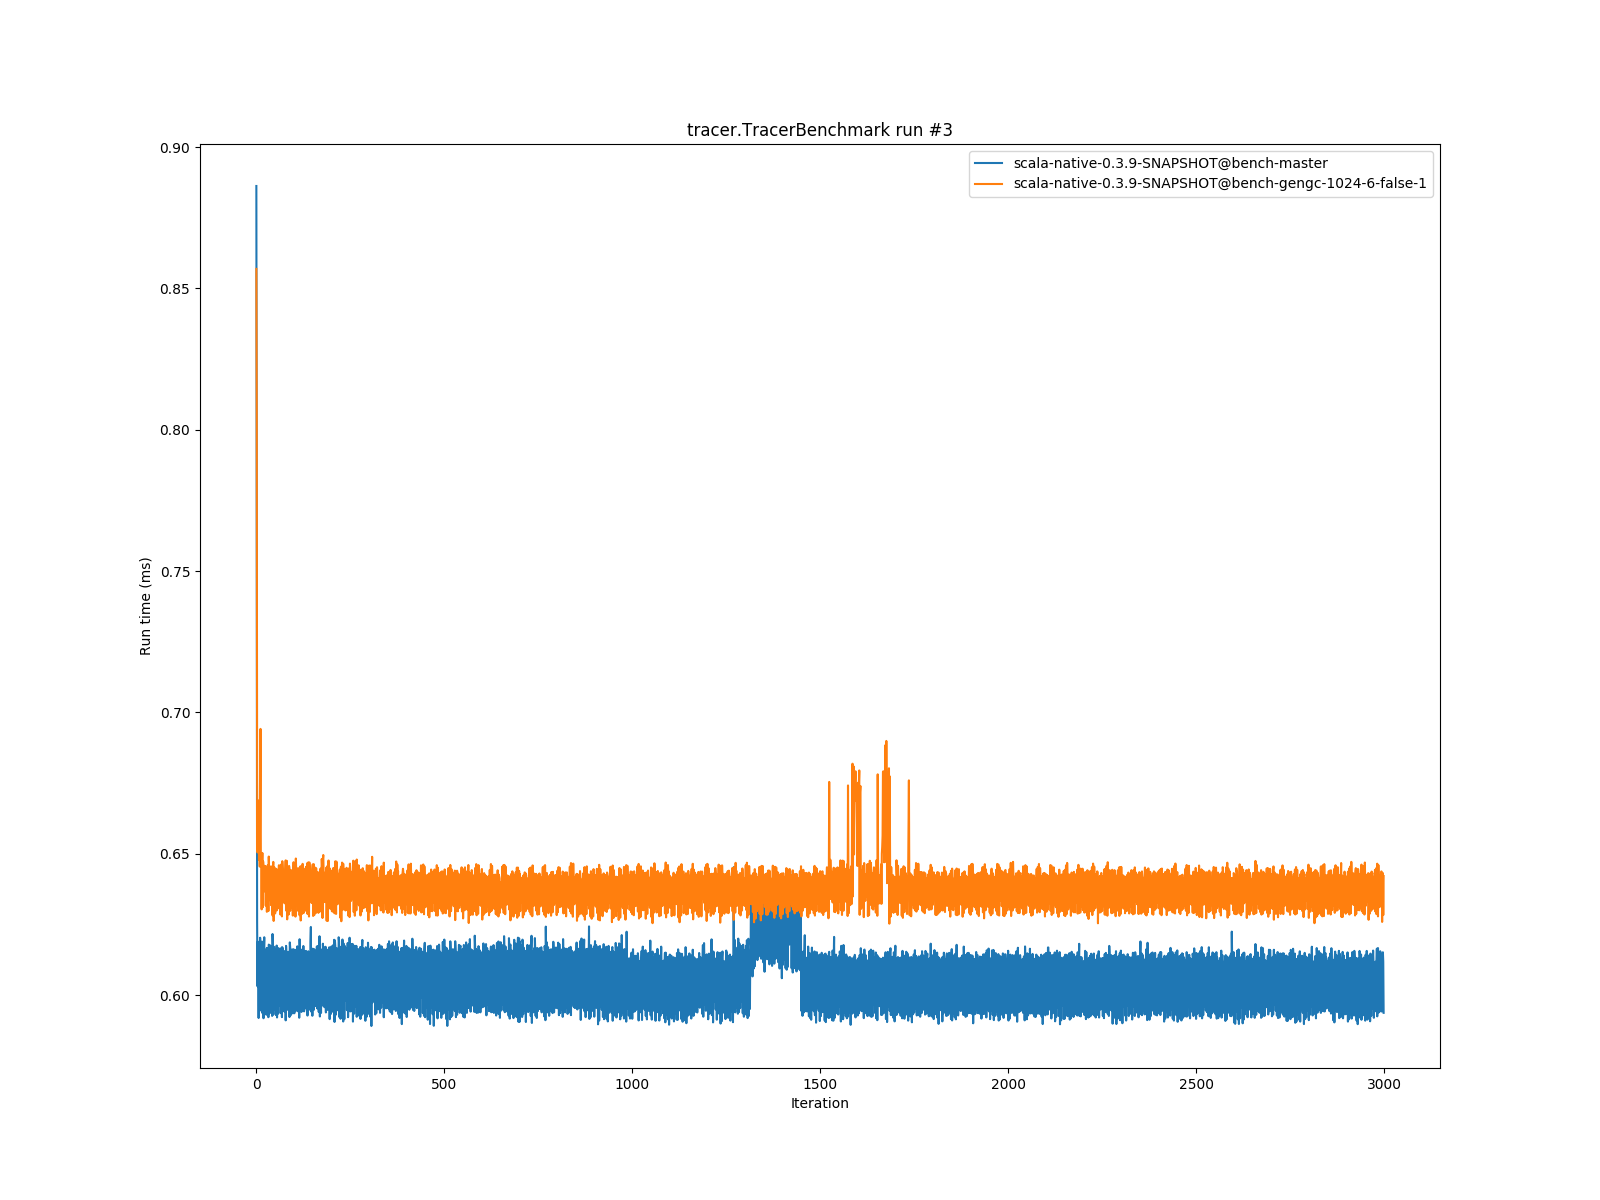 tracer.TracerBenchmark run #3
scala-native-0.3.9-SNAPSHOT@bench-master
scala-native-0.3.9-SNAPSHOT@bench-gengc-1024-6-false-1
Run time (ms)
0.90
0.85
0.80
0.75
0.70
0.65
0.60
0 500 1000 1500 2000 2500 3000
Iteration